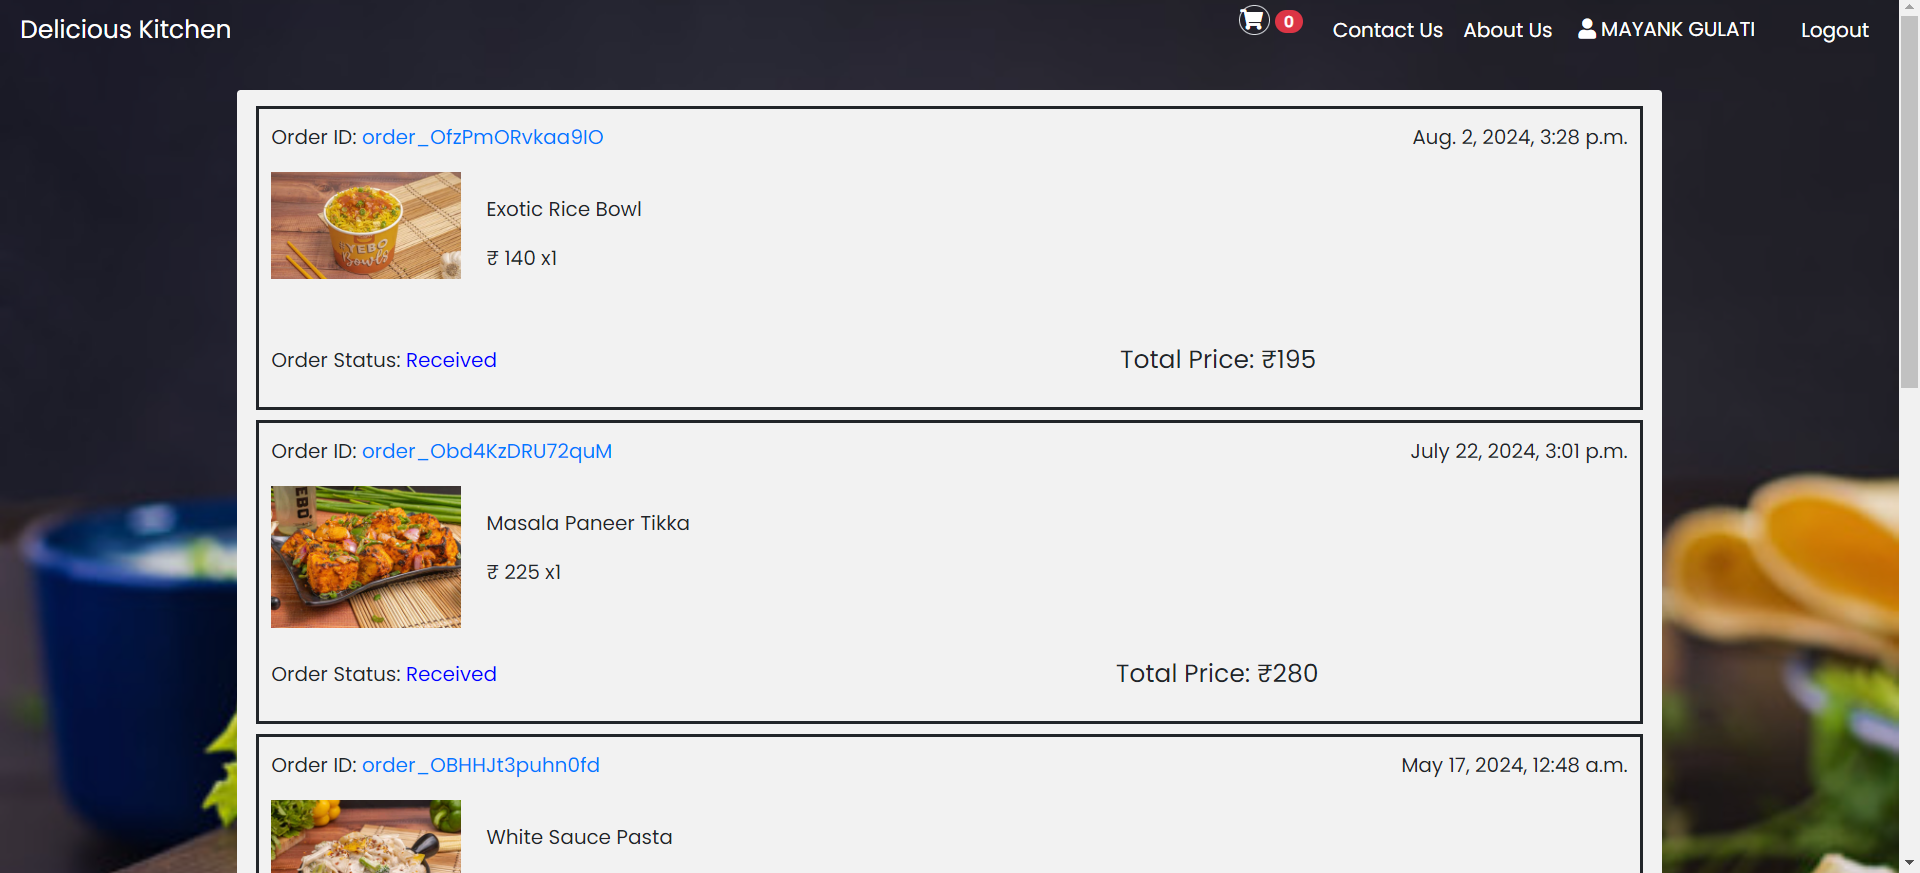 Delicious Kitchen
0
Contact Us
About Us
MAYANK GULATI
Logout
Order ID: order_OfzPmORvkaa9IO
Aug. 2, 2024, 3:28 p.m.
YEBO
Bowls
Exotic Rice Bowl
₹ 140 x1
Order Status: Received
Total Price: ₹195
Order ID: order_Obd4KzDRU72quM
July 22, 2024, 3:01 p.m.
Masala Paneer Tikka
₹ 225 x1
Order Status: Received
Total Price: ₹280
Order ID: order_OBHHJt3puhn0fd
May 17, 2024, 12:48 a.m.
White Sauce Pasta